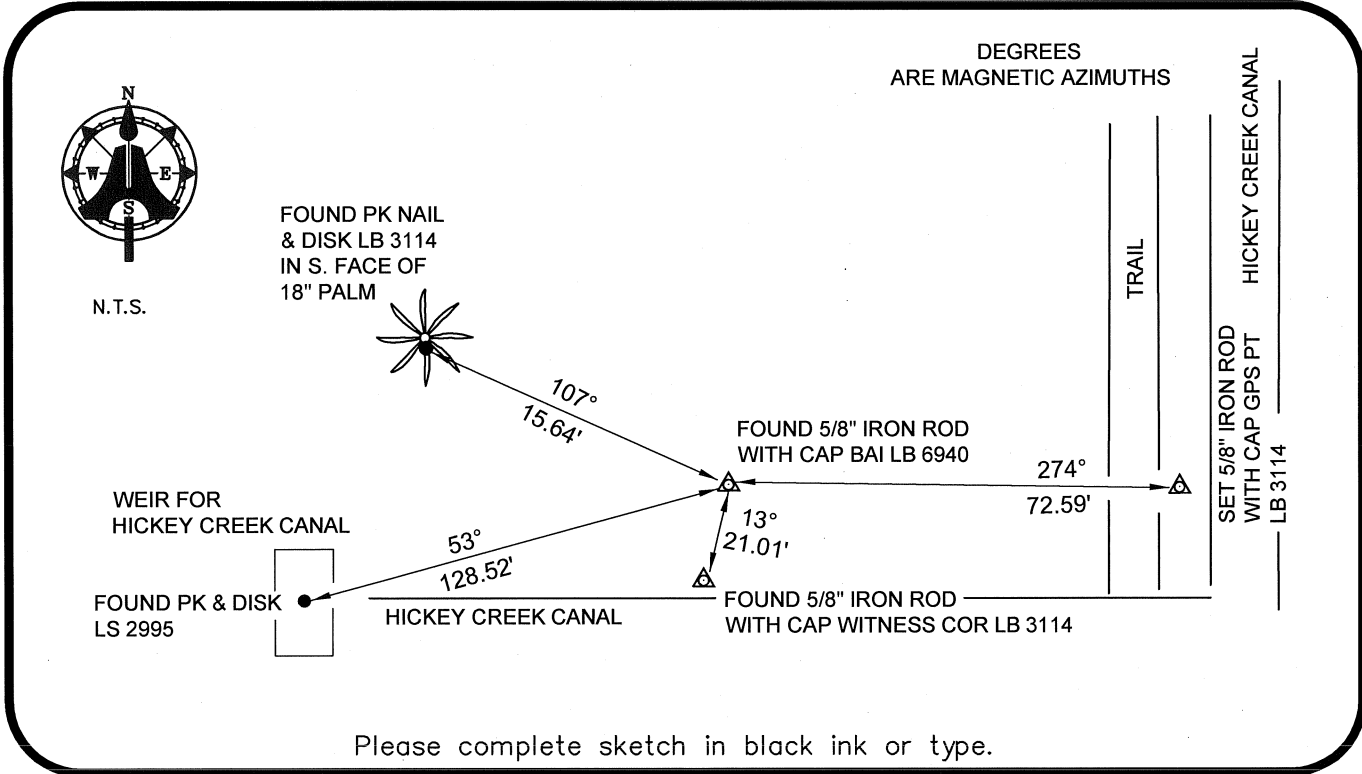 DEGREES
ARE MAGNETIC AZIMUTHS
N
W
E
S
N.T.S.
FOUND PK NAIL
& DISK LB 3114
IN S. FACE OF
18" PALM
TRAIL
HICKEY CREEK CANAL
SET 5/8" IRON ROD
WITH CAP GPS PT
LB 3114
107°
15.64'
FOUND 5/8" IRON ROD
WITH CAP BAI LB 6940
274°
72.59'
WEIR FOR
HICKEY CREEK CANAL
53°
128.52'
13°
21.01'
FOUND PK & DISK
LS 2995
HICKEY CREEK CANAL
FOUND 5/8" IRON ROD
WITH CAP WITNESS COR LB 3114
Please complete sketch in black ink or type.